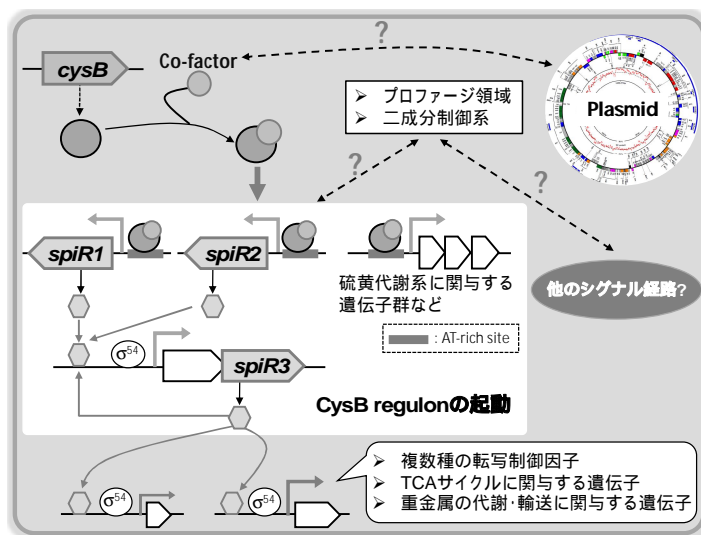 cysB
Co-factor
?
Plasmid
➢ プロファージ領域
➢ 二成分制御系
?
?
spiR1
spiR2
硫黄代謝系に関与する
遺伝子群など
他のシグナル経路?
: AT-rich site
σ54
spiR3
CysB regulonの起動
➢ 複数種の転写制御因子
➢ TCAサイクルに関与する遺伝子
➢ 重金属の代謝・輸送に関与する遺伝子
σ54
σ54